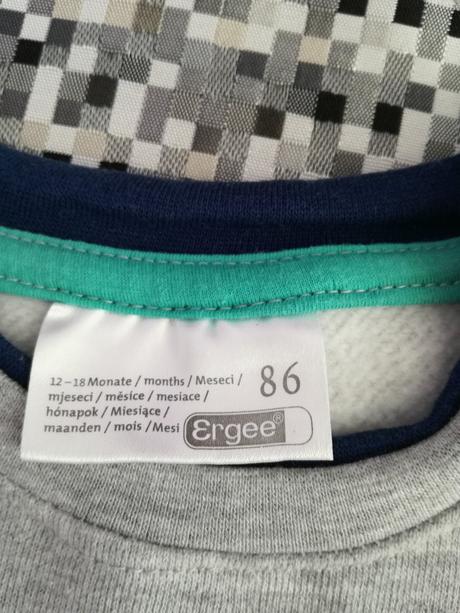 12 – 18 Monate / months / Meseci /
mjeseci / měsíce / mesiace /
hónapok / Miesiące /
maanden / mois /Mesi
86
Ergee®